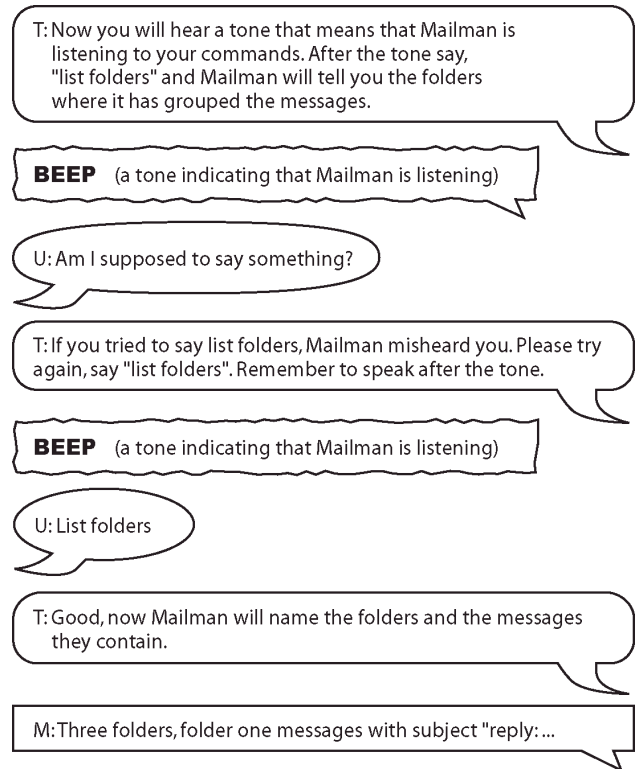 T: Now you will hear a tone that means that Mailman is
listening to your commands. After the tone say,
"list folders" and Mailman will tell you the folders
where it has grouped the messages.
BEEP (a tone indicating that Mailman is listening)
U: Am I supposed to say something?
T: If you tried to say list folders, Mailman misheard you. Please try
again, say "list folders". Remember to speak after the tone.
BEEP (a tone indicating that Mailman is listening)
U: List folders
T: Good, now Mailman will name the folders and the messages
they contain.
M: Three folders, folder one messages with subject "reply: ...